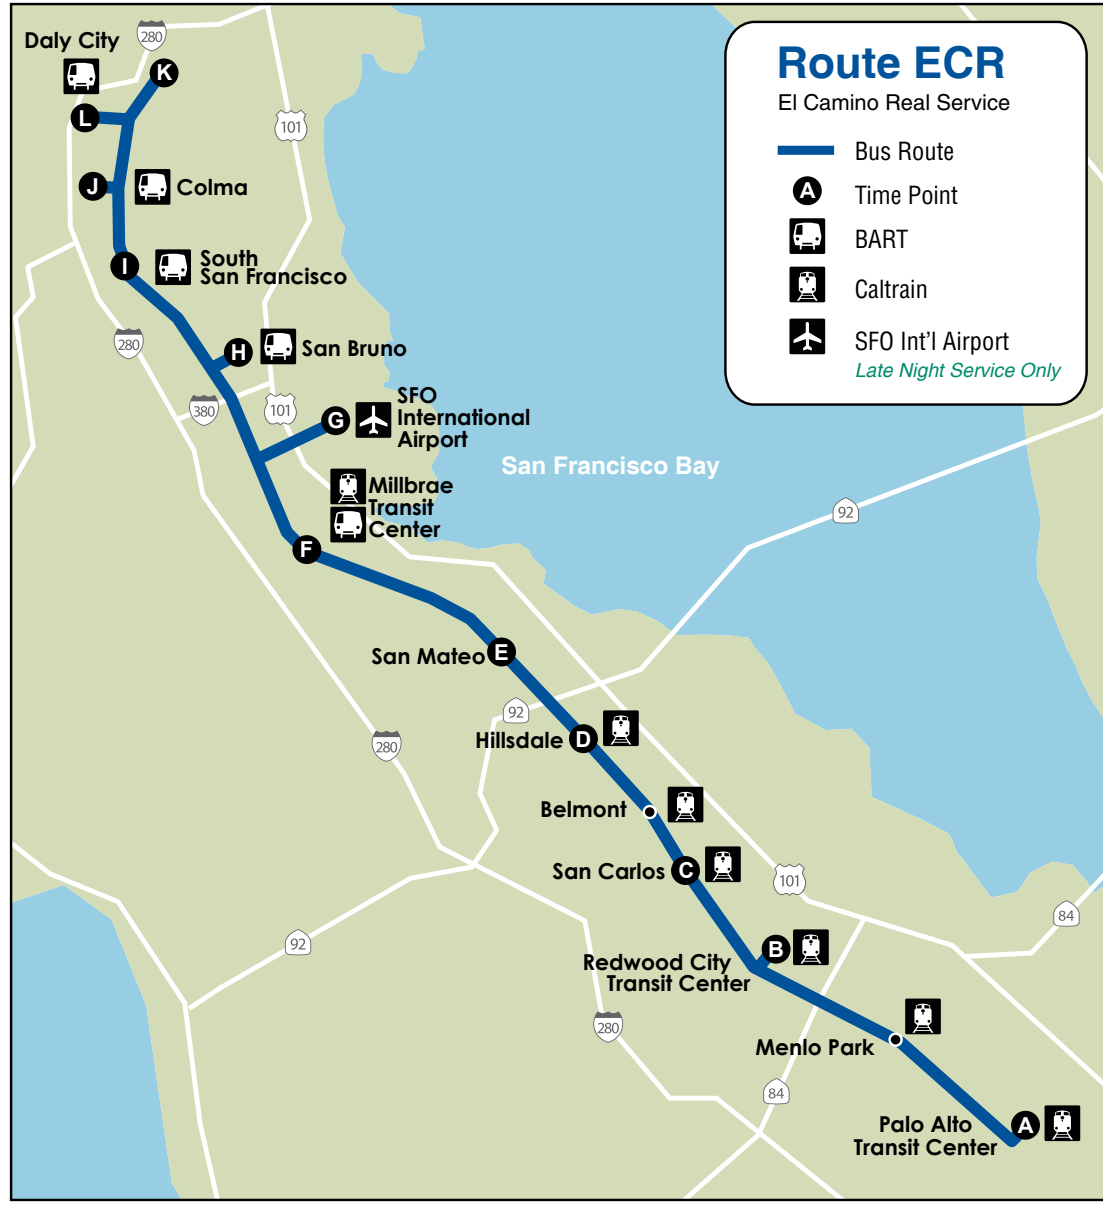 Route ECR
El Camino Real Service
Bus Route
A
Time Point
BART
Caltrain
SFO Int'l Airport
Late Night Service Only
Daly City
280
K
L
101
J
Colma
I
South
San Francisco
280
H
San Bruno
380
101
G
SFO
International
Airport
San Francisco Bay
Millbrae
Transit
Center
92
F
San Mateo
E
92
Hillsdale
D
280
Belmont
San Carlos
C
101
84
92
Redwood City
Transit Center
B
280
Menlo Park
84
Palo Alto
Transit Center
A